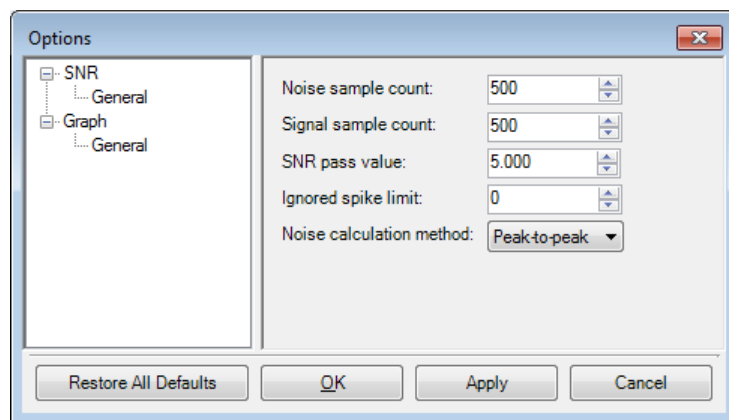 Options
SNR
General
Graph
General
Noise sample count: 500
Signal sample count: 500
SNR pass value: 5.000
Ignored spike limit: 0
Noise calculation method: Peak-to-peak
Restore All Defaults OK Apply Cancel